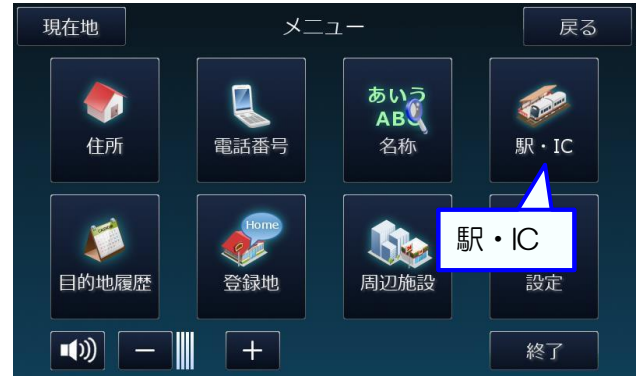 現在地
メニュー
戻る
住所
電話番号
あいう
ABC
名称
駅・IC
駅・IC
Home
目的地履歴
登録地
周辺施設
設定
− +
終了